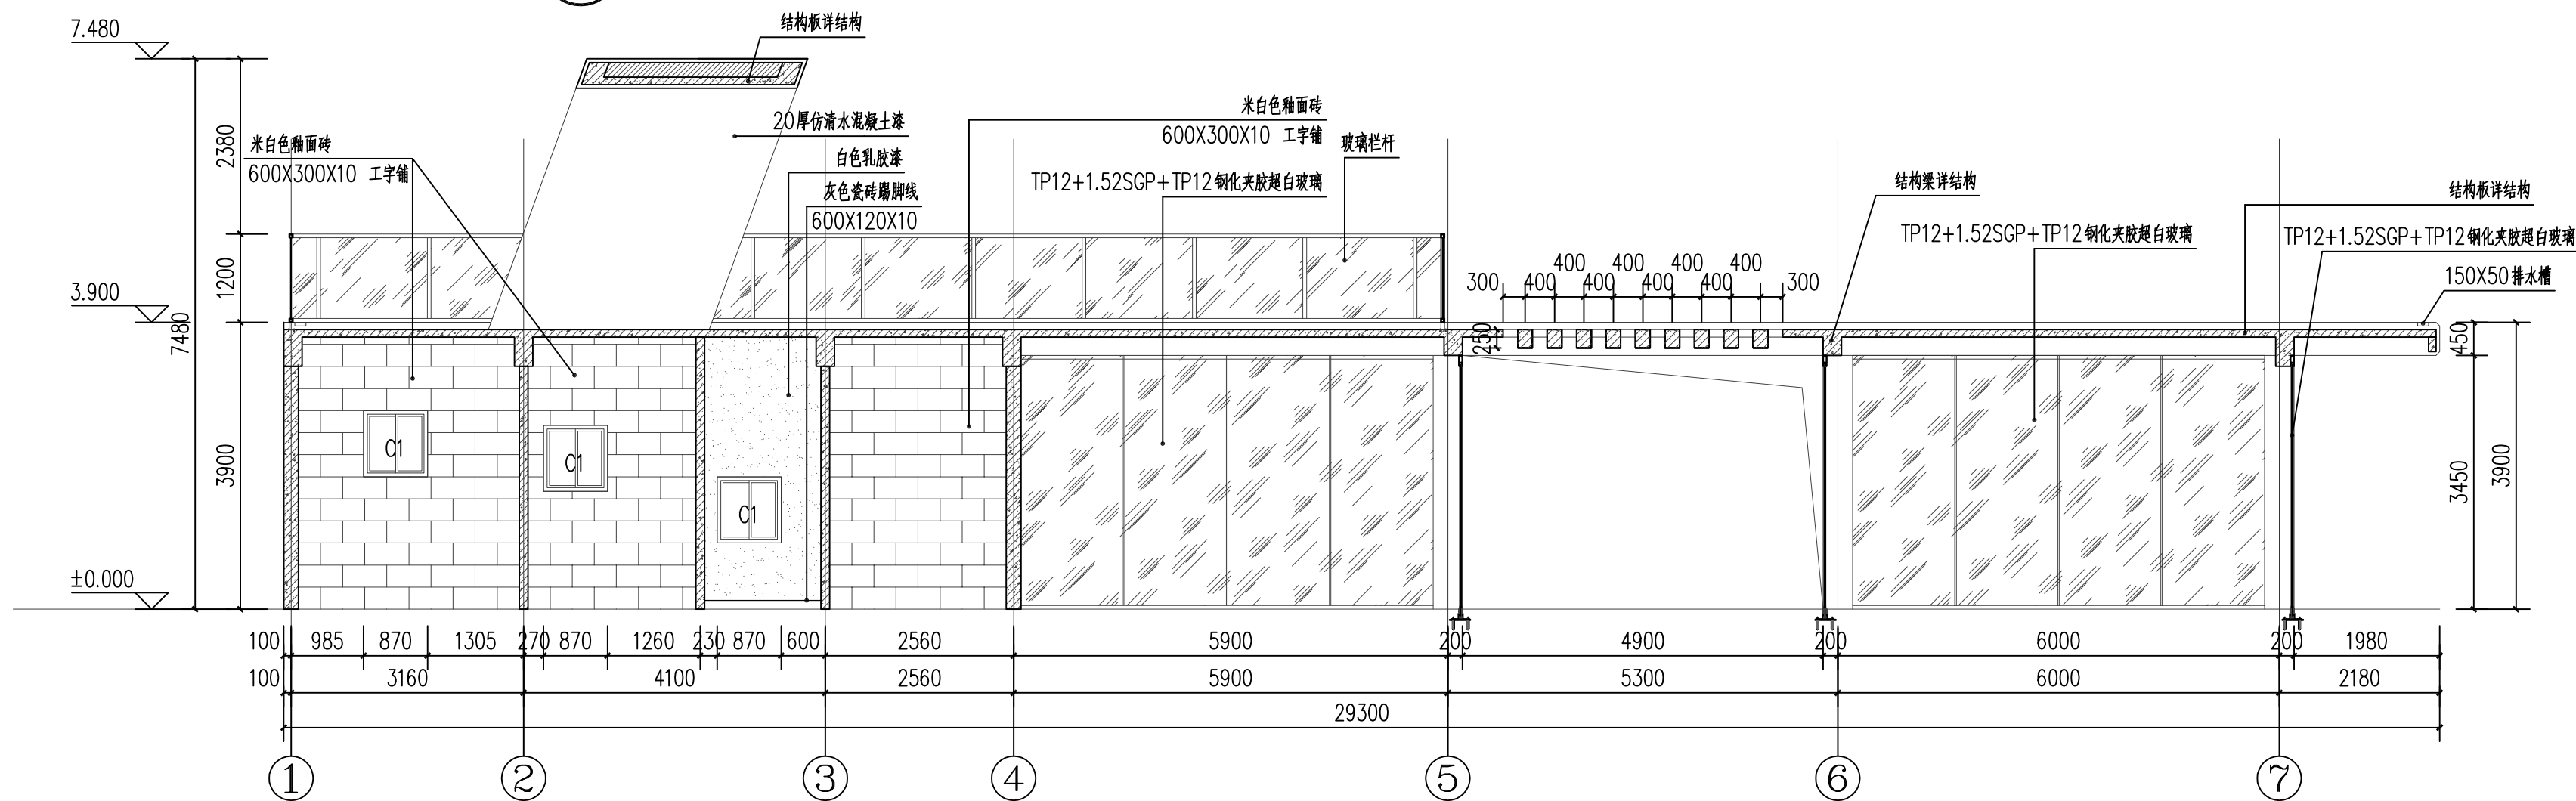 结构板详结构
7.480
20厚仿清水混凝土漆
米白色釉面砖
600X300X10 工字铺
米白色釉面砖
600X300X10 工字铺
玻璃栏杆
白色乳胶漆
TP12+1.52SGP+TP12钢化夹胶超白玻璃
灰色瓷砖踢脚线
600X120X10
结构梁详结构
结构板详结构
TP12+1.52SGP+TP12钢化夹胶超白玻璃
TP12+1.52SGP+TP12钢化夹胶超白玻璃
150X50排水槽
2380
1200
3900
7480
3.900
±0.000
400 400 400 400
300 400 400 400 400 400 300
250
450
3450
3900
C1
C1
C1
100 985 870 1305 270 870 1260 230 870 600 2560 5900 200 4900 200 6000 200 1980
100 3160 4100 2560 5900 5300 6000 2180
29300
1 2 3 4 5 6 7